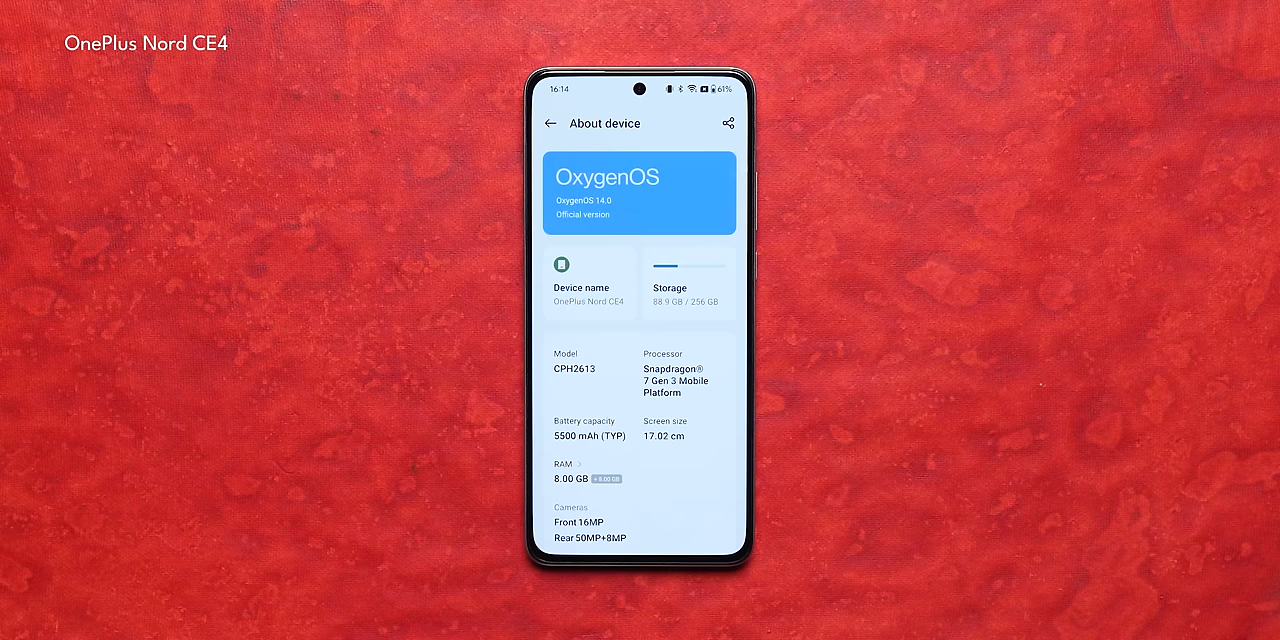 OnePlus Nord CE4
16:14
61%
About device
OxygenOS
OxygenOS 14.0
Official version
Device name
OnePlus Nord CE4
Storage
88.9 GB / 256 GB
Model
CPH2613
Processor
Snapdragon®
7 Gen 3 Mobile
Platform
Battery capacity
5500 mAh (TYP)
Screen size
17.02 cm
RAM
8.00 GB + 8.00 GB
Cameras
Front 16MP
Rear 50MP+8MP